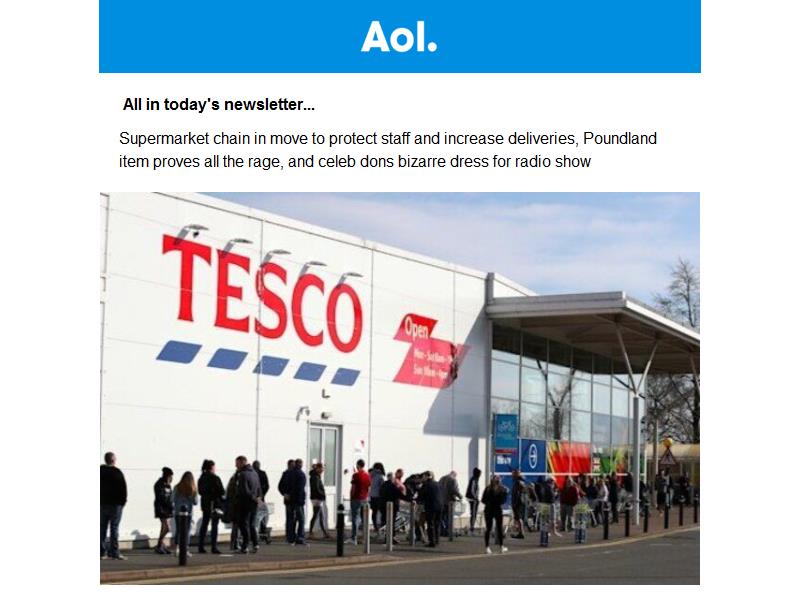 Aol.
All in today's newsletter...
Supermarket chain in move to protect staff and increase deliveries, Poundland
item proves all the rage, and celeb dons bizarre dress for radio show
TESCO
Open